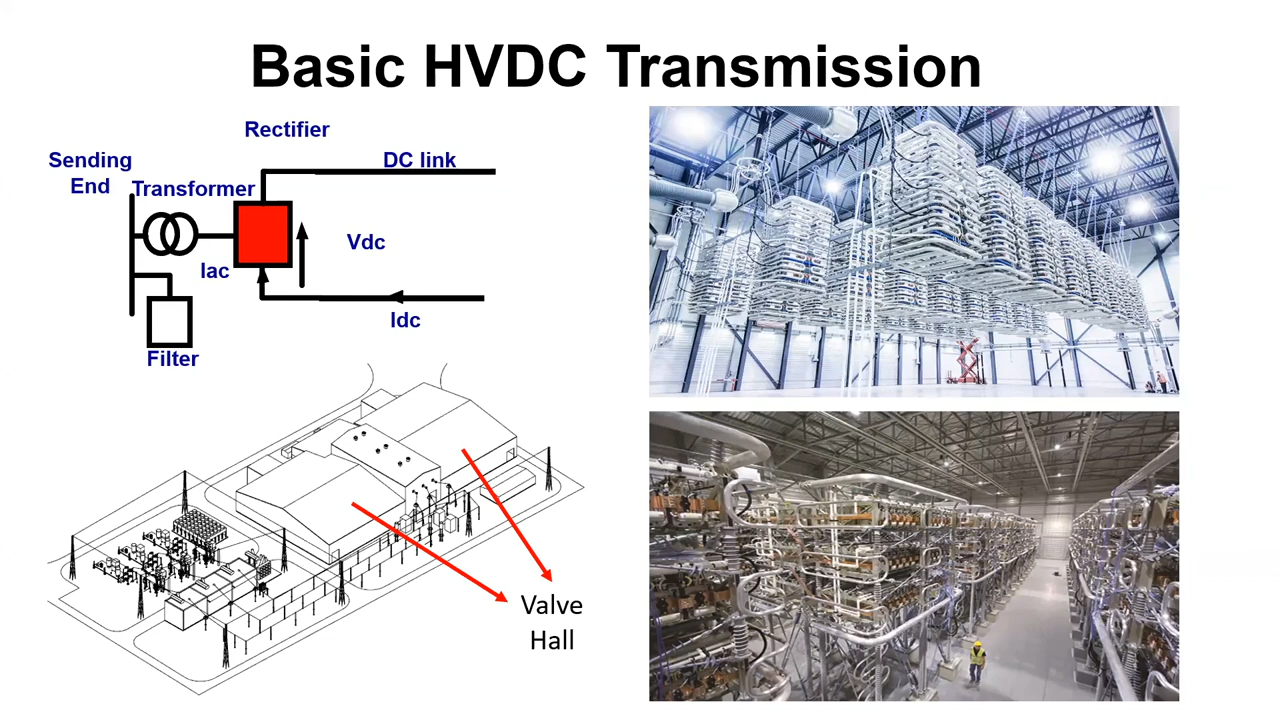 Basic HVDC Transmission
Rectifier
Sending
End
DC link
Transformer
Vdc
Iac
Idc
Filter
Valve
Hall